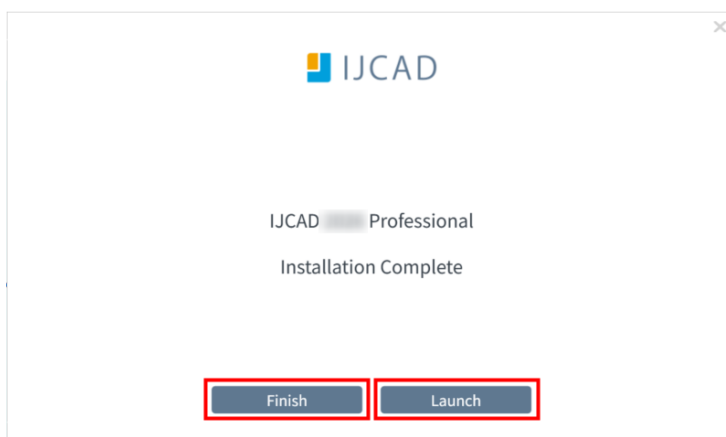 IJCAD
IJCAD Professional
Installation Complete
Finish
Launch